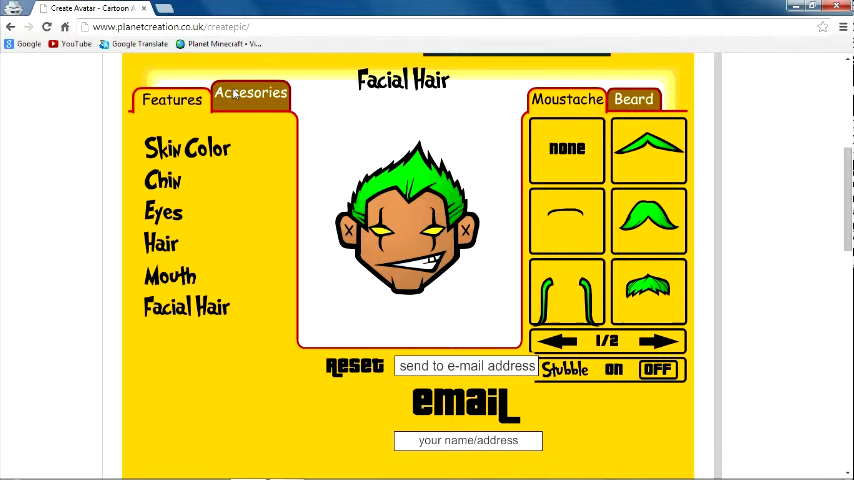 Create Avatar - Cartoon A
www.planetcreation.co.uk/createpic/
Google
YouTube
Google Translate
Planet Minecraft • Vi...
Facial Hair
Features
Accesories
Moustache
Beard
Skin Color
Chin
Eyes
Hair
Mouth
Facial Hair
none
1/2
Stubble ON OFF
Reset
send to e-mail address
email
your name/address